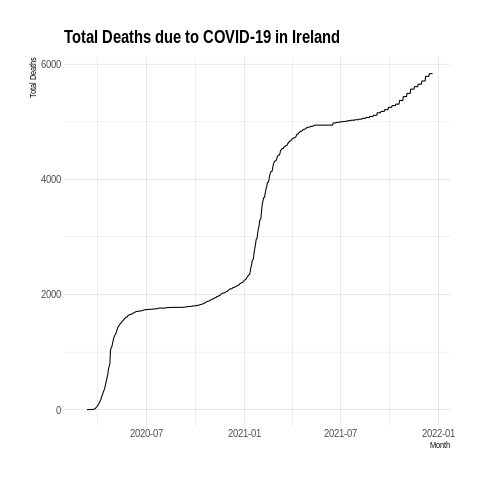 Total Deaths due to COVID-19 in Ireland
Total Deaths
6000
4000
2000
0
2020-07 2021-01 2021-07 2022-01
Month